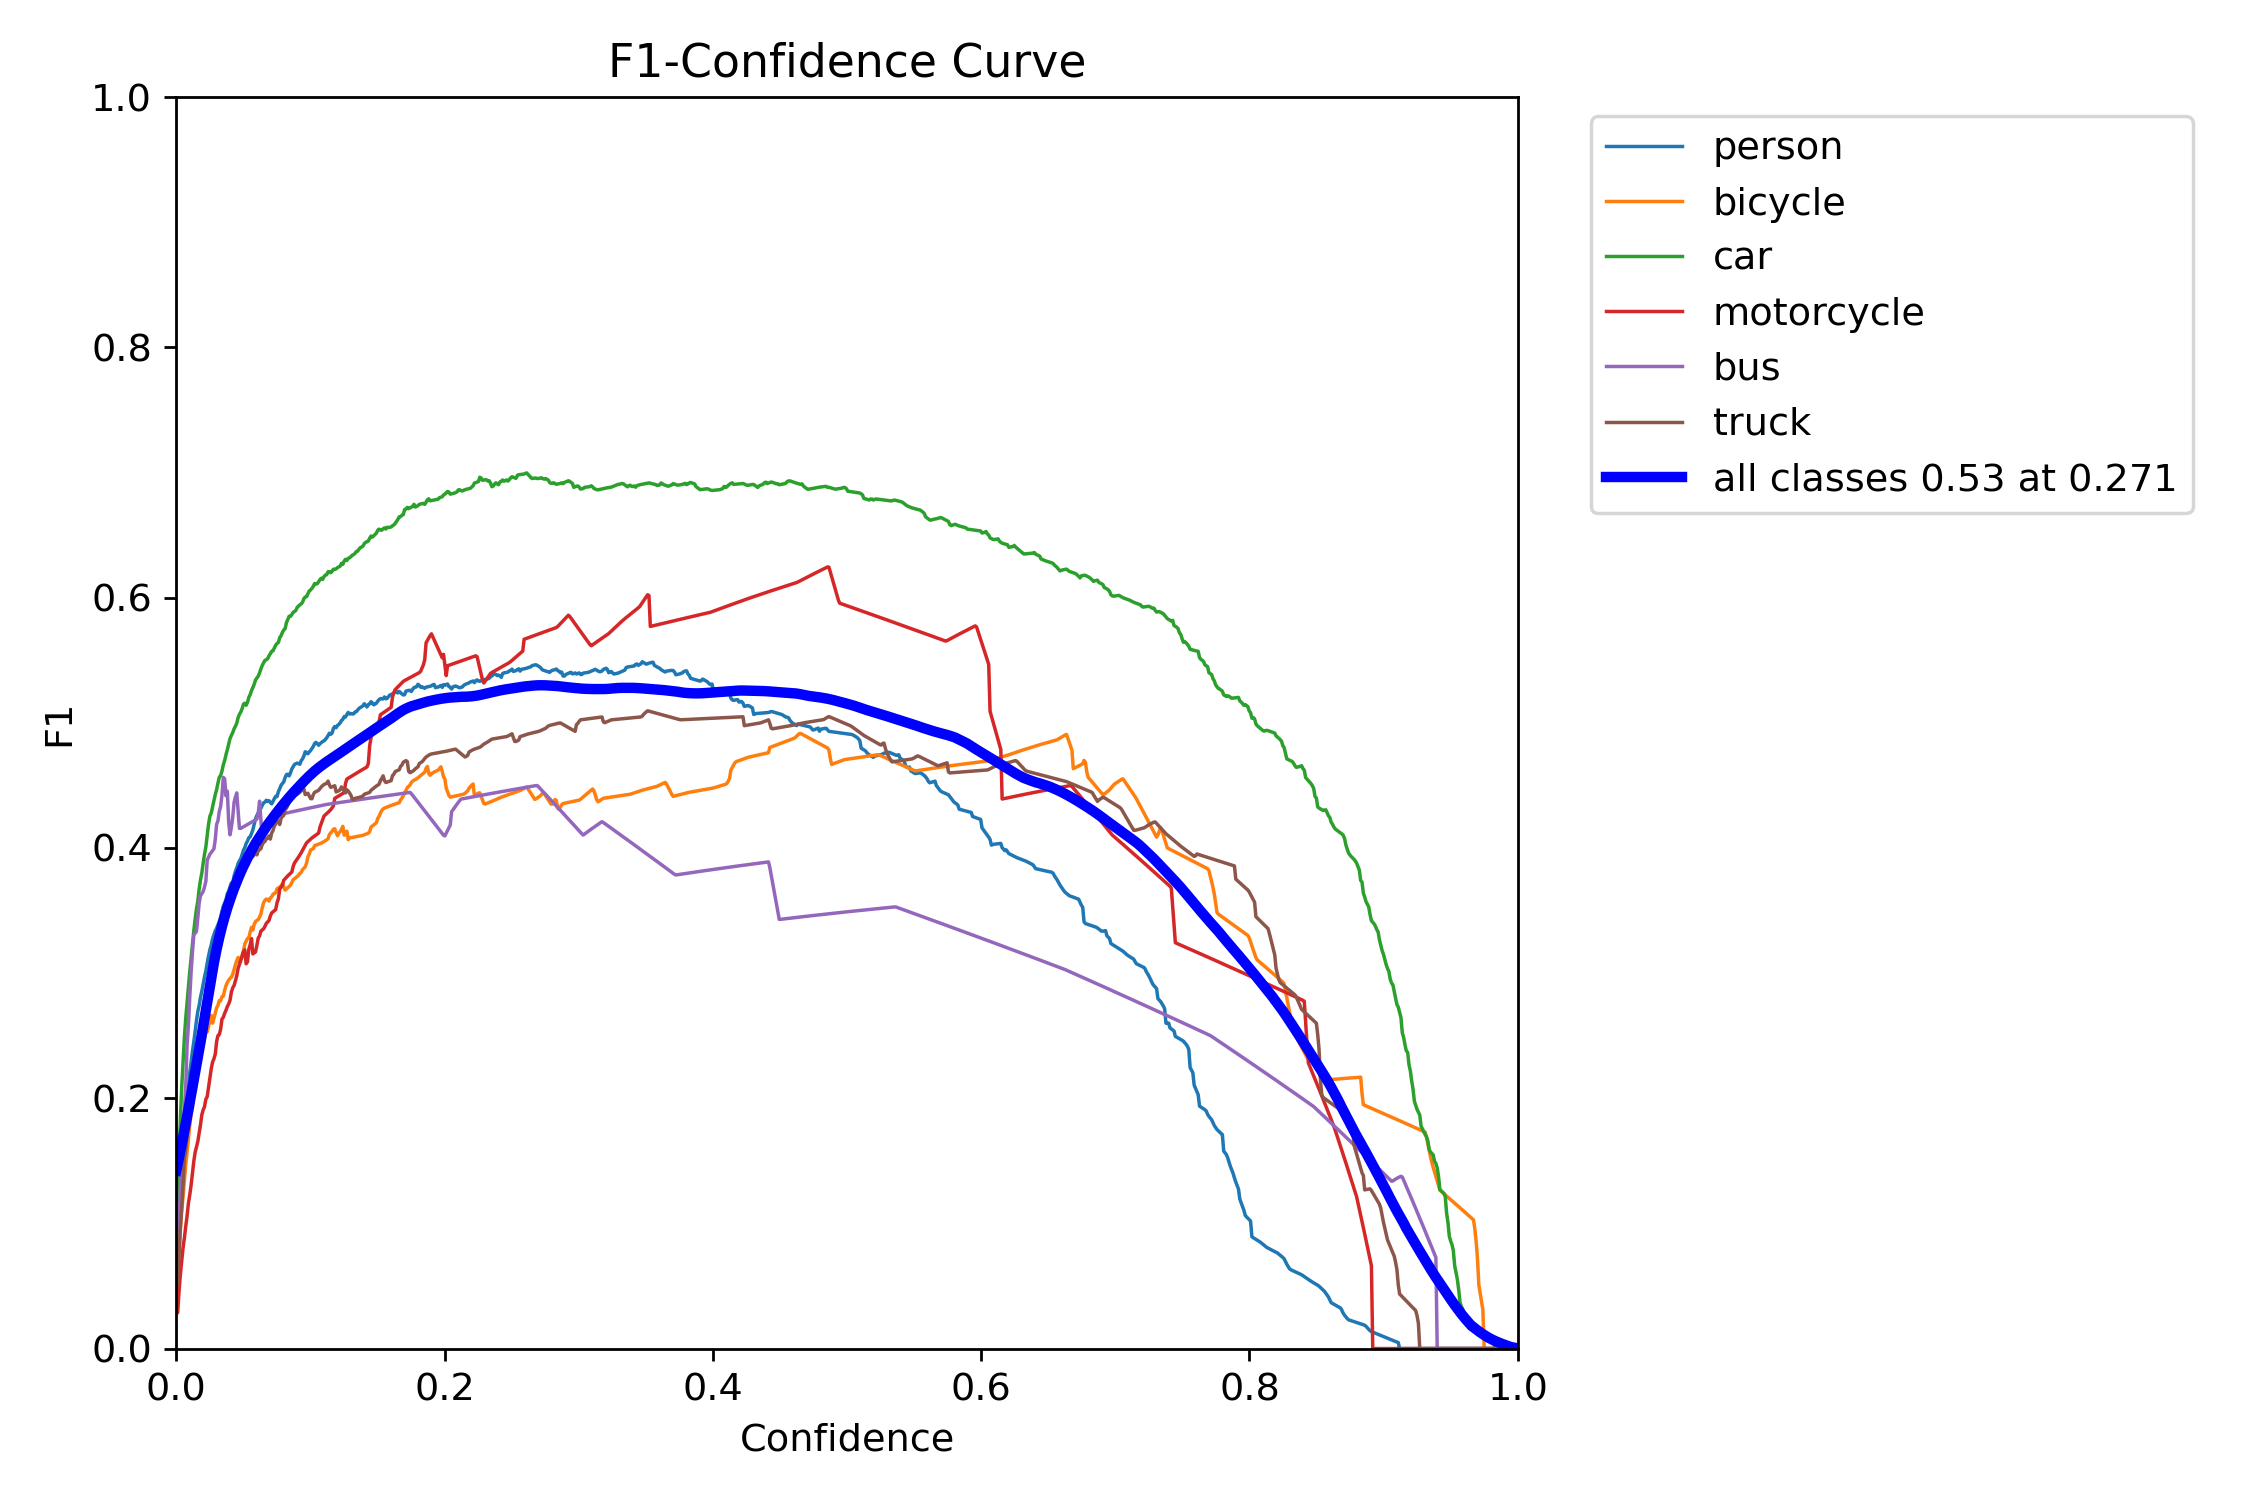 F1-Confidence Curve
1.0
0.8
0.6
0.4
0.2
0.0
F1
0.0 0.2 0.4 0.6 0.8 1.0
Confidence
person
bicycle
car
motorcycle
bus
truck
all classes 0.53 at 0.271